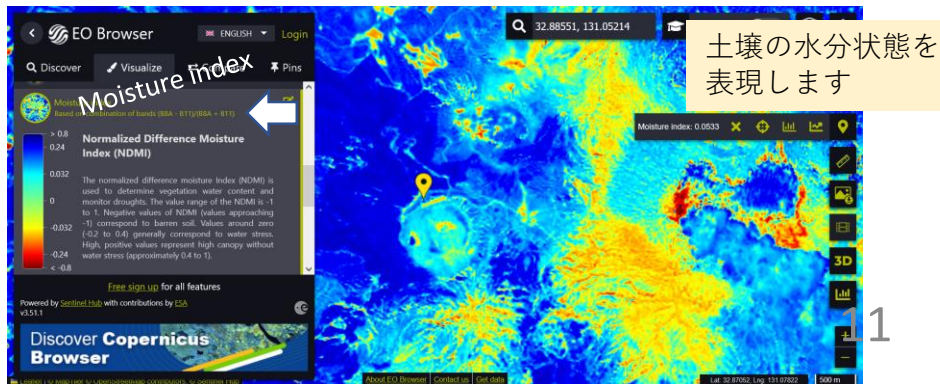 EO Browser
ENGLISH
Login
32.88551, 131.05214
土壌の水分状態を
表現します
Discover
Visualize
Pins
Moisture Index
Based on combination of bands (B8A - B11)/(B8A + B11)
Moisture index: 0.0533
> 0.8
0.24
0.032
0
-0.032
-0.24
< -0.8
Normalized Difference Moisture
Index (NDMI)
The normalized difference moisture Index (NDMI) is
used to determine vegetation water content and
monitor droughts. The value range of the NDMI is -1
to 1. Negative values of NDMI (values approaching
-1) correspond to barren soil. Values around zero
(-0.2 to 0.4) generally correspond to water stress.
High, positive values represent high canopy without
water stress (approximately 0.4 to 1).
3D
Free sign up for all features
Powered by Sentinel Hub with contributions by ESA
v3.51.1
Discover Copernicus
Browser
11
Leaflet | © MapTiler © OpenStreetMap contributors, © Sentinel Hub
About EO Browser
Contact us
Get data
Lat: 32.87052, Lng: 131.07822
500 m